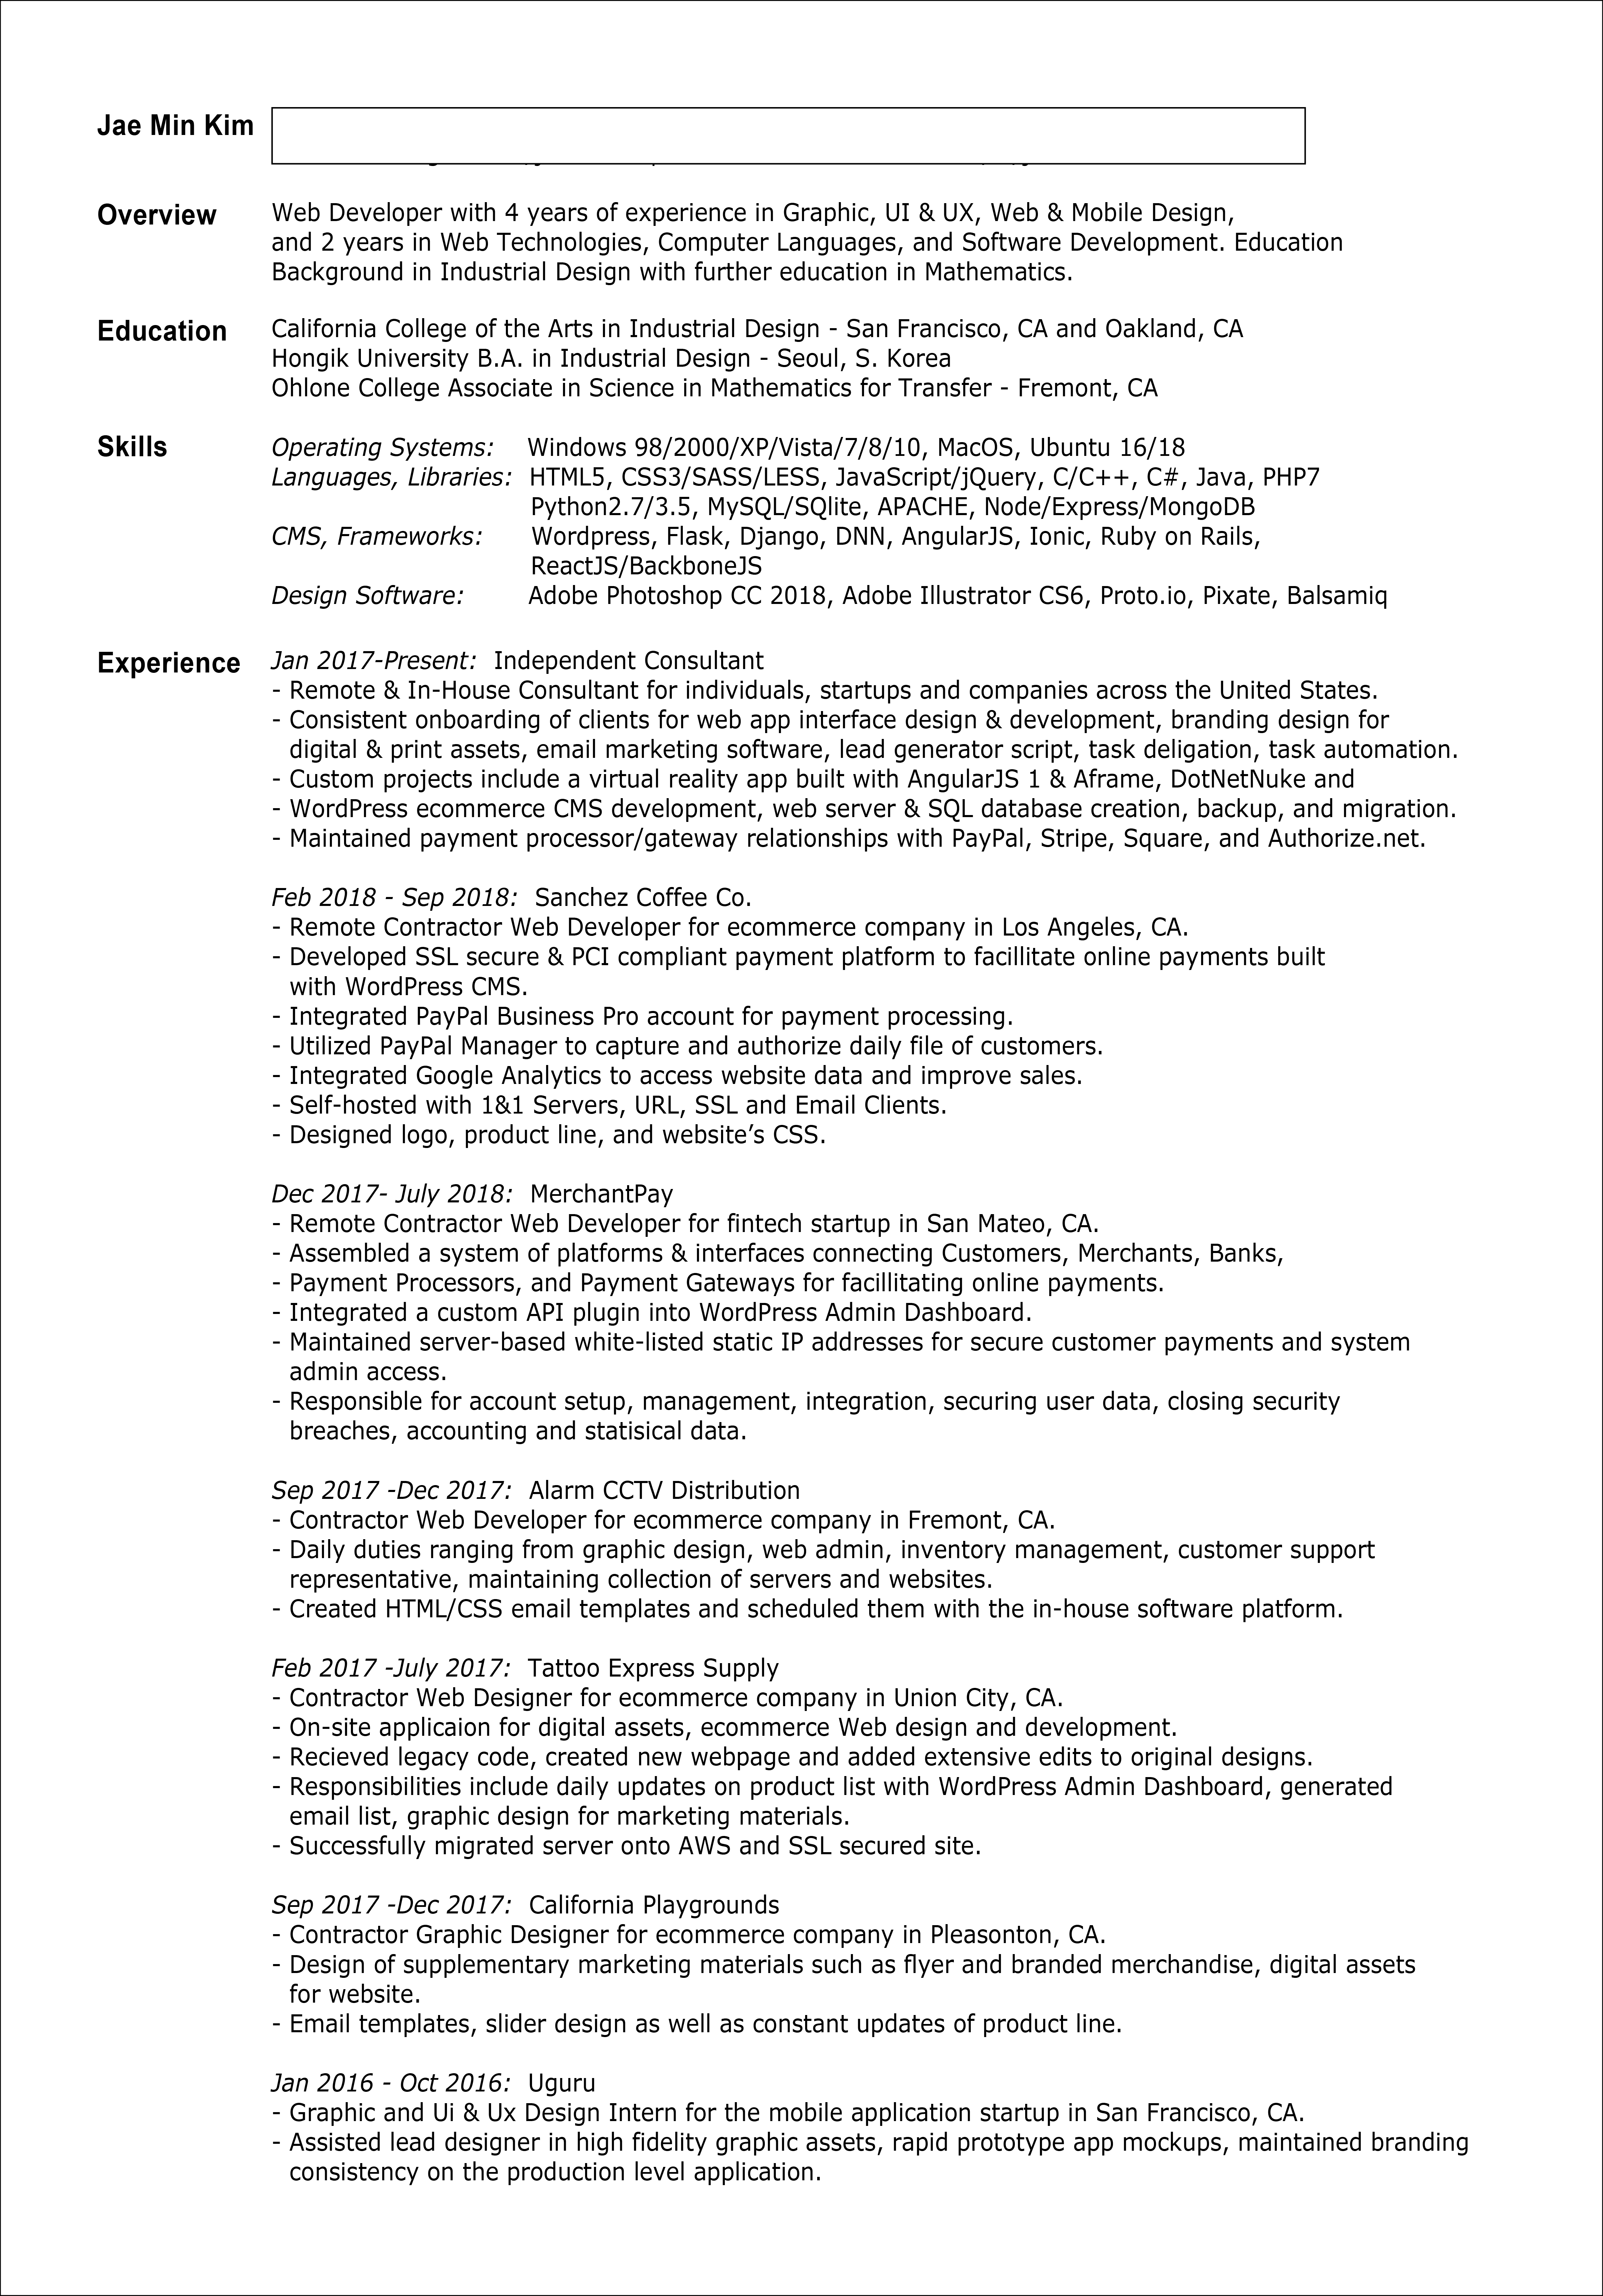 Jae Min Kim
Overview Web Developer with 4 years of experience in Graphic, UI & UX, Web & Mobile Design,
and 2 years in Web Technologies, Computer Languages, and Software Development. Education
Background in Industrial Design with further education in Mathematics.
Education California College of the Arts in Industrial Design - San Francisco, CA and Oakland, CA
Hongik University B.A. in Industrial Design - Seoul, S. Korea
Ohlone College Associate in Science in Mathematics for Transfer - Fremont, CA
Skills Operating Systems: Windows 98/2000/XP/Vista/7/8/10, MacOS, Ubuntu 16/18
Languages, Libraries: HTML5, CSS3/SASS/LESS, JavaScript/jQuery, C/C++, C#, Java, PHP7
Python2.7/3.5, MySQL/SQlite, APACHE, Node/Express/MongoDB
CMS, Frameworks: Wordpress, Flask, Django, DNN, AngularJS, Ionic, Ruby on Rails,
ReactJS/BackboneJS
Design Software: Adobe Photoshop CC 2018, Adobe Illustrator CS6, Proto.io, Pixate, Balsamiq
Experience Jan 2017-Present: Independent Consultant
- Remote & In-House Consultant for individuals, startups and companies across the United States.
- Consistent onboarding of clients for web app interface design & development, branding design for
digital & print assets, email marketing software, lead generator script, task deligation, task automation.
- Custom projects include a virtual reality app built with AngularJS 1 & Aframe, DotNetNuke and
- WordPress ecommerce CMS development, web server & SQL database creation, backup, and migration.
- Maintained payment processor/gateway relationships with PayPal, Stripe, Square, and Authorize.net.
Feb 2018 - Sep 2018: Sanchez Coffee Co.
- Remote Contractor Web Developer for ecommerce company in Los Angeles, CA.
- Developed SSL secure & PCI compliant payment platform to facillitate online payments built
with WordPress CMS.
- Integrated PayPal Business Pro account for payment processing.
- Utilized PayPal Manager to capture and authorize daily file of customers.
- Integrated Google Analytics to access website data and improve sales.
- Self-hosted with 1&1 Servers, URL, SSL and Email Clients.
- Designed logo, product line, and website’s CSS.
Dec 2017- July 2018: MerchantPay
- Remote Contractor Web Developer for fintech startup in San Mateo, CA.
- Assembled a system of platforms & interfaces connecting Customers, Merchants, Banks,
- Payment Processors, and Payment Gateways for facillitating online payments.
- Integrated a custom API plugin into WordPress Admin Dashboard.
- Maintained server-based white-listed static IP addresses for secure customer payments and system
admin access.
- Responsible for account setup, management, integration, securing user data, closing security
breaches, accounting and statisical data.
Sep 2017 -Dec 2017: Alarm CCTV Distribution
- Contractor Web Developer for ecommerce company in Fremont, CA.
- Daily duties ranging from graphic design, web admin, inventory management, customer support
representative, maintaining collection of servers and websites.
- Created HTML/CSS email templates and scheduled them with the in-house software platform.
Feb 2017 -July 2017: Tattoo Express Supply
- Contractor Web Designer for ecommerce company in Union City, CA.
- On-site applicaion for digital assets, ecommerce Web design and development.
- Recieved legacy code, created new webpage and added extensive edits to original designs.
- Responsibilities include daily updates on product list with WordPress Admin Dashboard, generated
email list, graphic design for marketing materials.
- Successfully migrated server onto AWS and SSL secured site.
Sep 2017 -Dec 2017: California Playgrounds
- Contractor Graphic Designer for ecommerce company in Pleasonton, CA.
- Design of supplementary marketing materials such as flyer and branded merchandise, digital assets
for website.
- Email templates, slider design as well as constant updates of product line.
Jan 2016 - Oct 2016: Uguru
- Graphic and Ui & Ux Design Intern for the mobile application startup in San Francisco, CA.
- Assisted lead designer in high fidelity graphic assets, rapid prototype app mockups, maintained branding
consistency on the production level application.